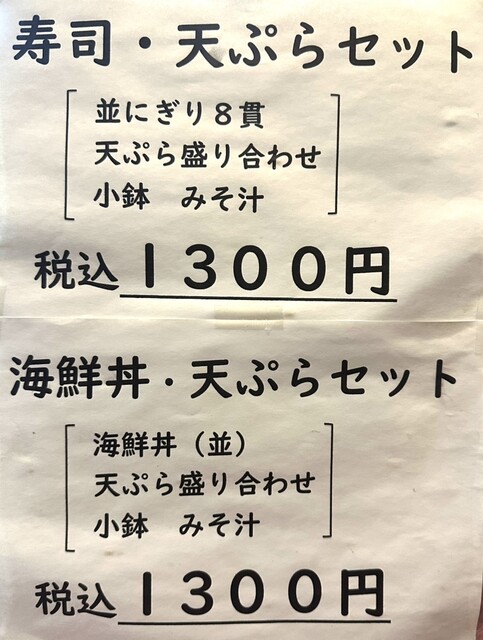 寿司・天ぷらセット
並にぎり８貫
天ぷら盛り合わせ
小鉢　みそ汁
税込１３００円
海鮮丼・天ぷらセット
海鮮丼（並）
天ぷら盛り合わせ
小鉢　みそ汁
税込１３００円